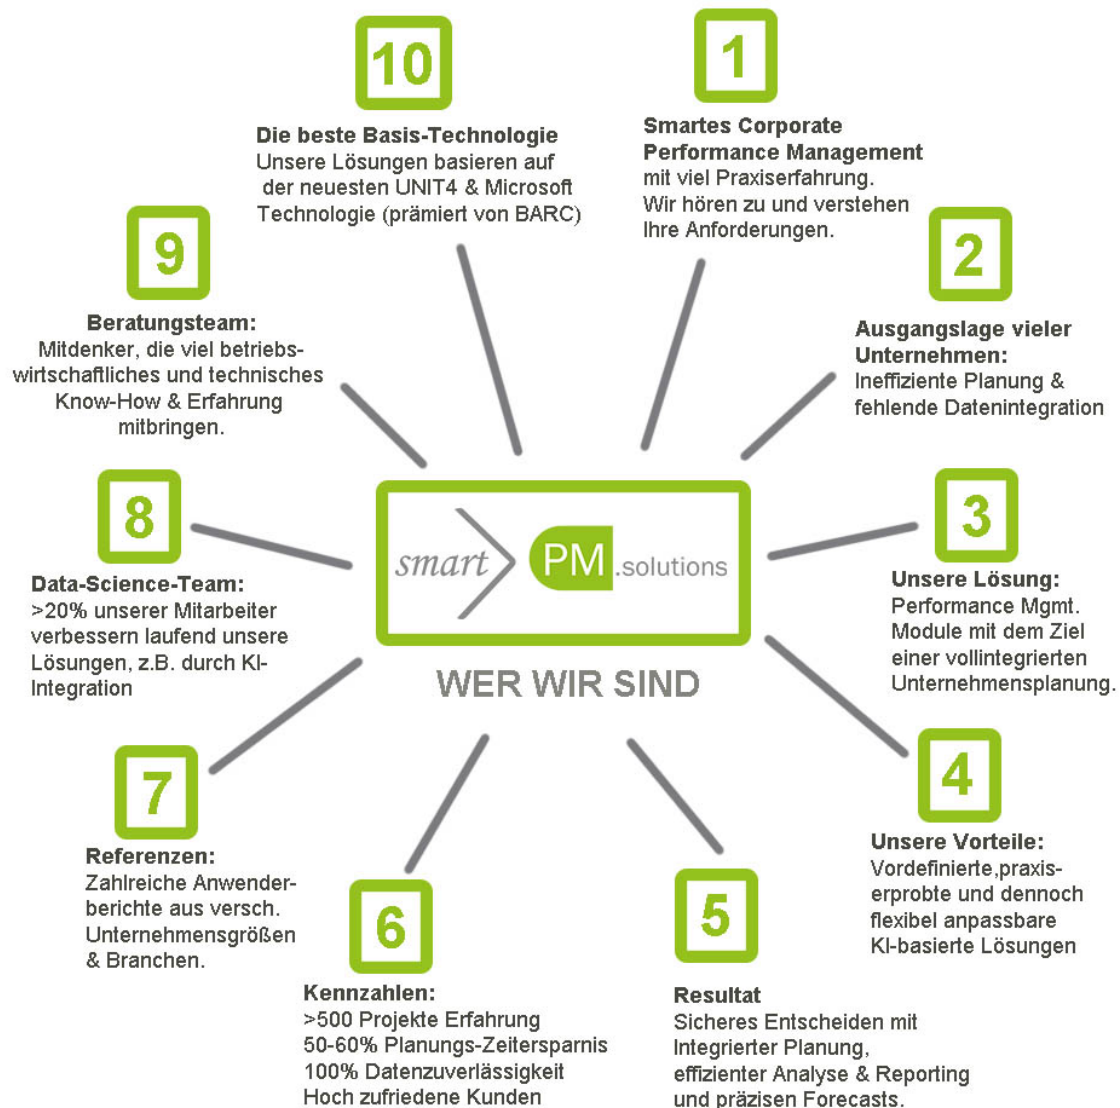 1
Smartes Corporate
Performance Management
mit viel Praxiserfahrung.
Wir hören zu und verstehen
Ihre Anforderungen.
2
Ausgangslage vieler
Unternehmen:
Ineffiziente Planung &
fehlende Datenintegration
3
Unsere Lösung:
Performance Mgmt.
Module mit dem Ziel
einer vollintegrierten
Unternehmensplanung.
4
Unsere Vorteile:
Vordefinierte,praxis-
erprobte und dennoch
flexibel anpassbare
KI-basierte Lösungen
5
Resultat
Sicheres Entscheiden mit
Integrierter Planung,
effizienter Analyse & Reporting
und präzisen Forecasts.
6
Kennzahlen:
>500 Projekte Erfahrung
50-60% Planungs-Zeitersparnis
100% Datenzuverlässigkeit
Hoch zufriedene Kunden
7
Referenzen:
Zahlreiche Anwender-
berichte aus versch.
Unternehmensgrößen
& Branchen.
8
Data-Science-Team:
>20% unserer Mitarbeiter
verbessern laufend unsere
Lösungen, z.B. durch KI-
Integration
9
Beratungsteam:
Mitdenker, die viel betriebs-
wirtschaftliches und technisches
Know-How & Erfahrung
mitbringen.
10
Die beste Basis-Technologie
Unsere Lösungen basieren auf
der neuesten UNIT4 & Microsoft
Technologie (prämiert von BARC)
smart PM.solutions
WER WIR SIND